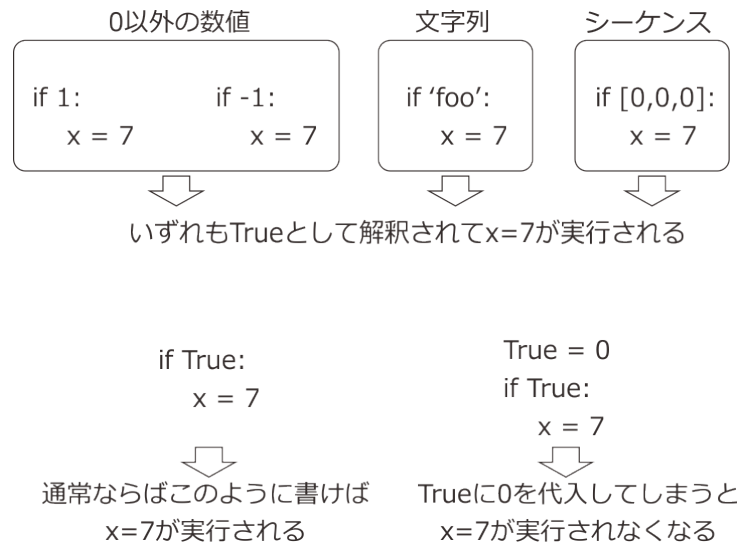 0以外の数値
文字列
シーケンス
if 1:
x = 7
if -1:
x = 7
if ‘foo’:
x = 7
if [0,0,0]:
x = 7
いずれもTrueとして解釈されてx=7が実行される
if True:
x = 7
通常ならばこのように書けば
x=7が実行される
True = 0
if True:
x = 7
Trueに0を代入してしまうと
x=7が実行されなくなる